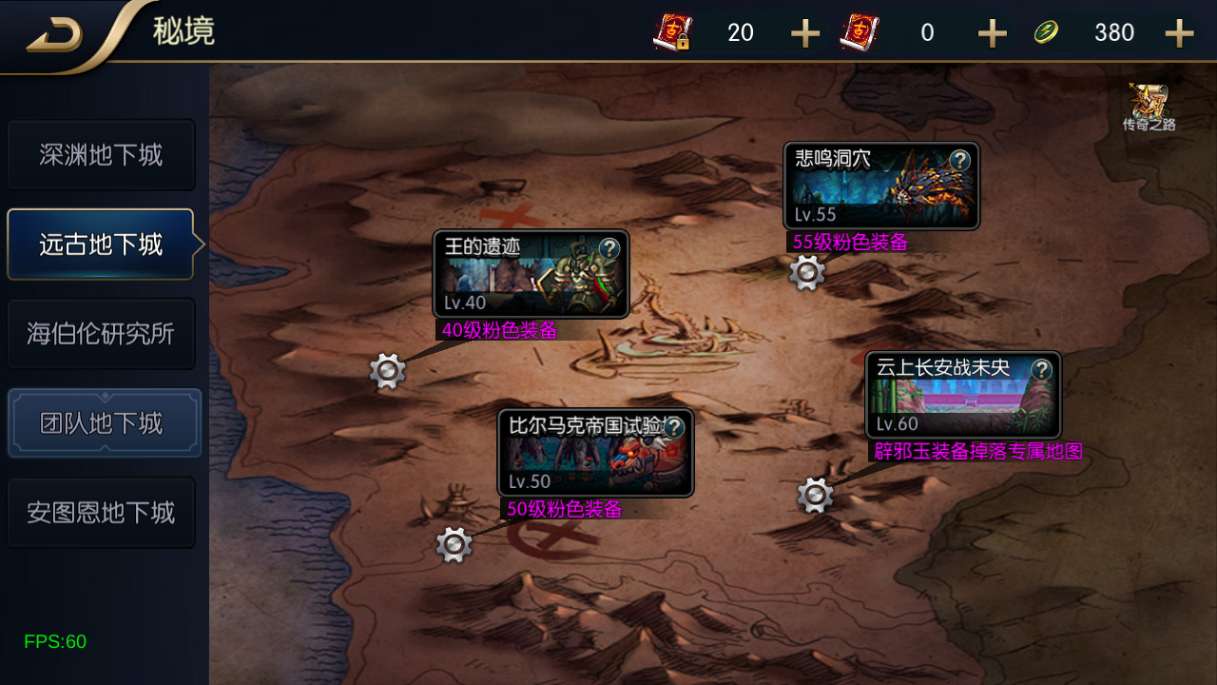 秘境
20
0
380
传奇之路
深渊地下城
远古地下城
海伯伦研究所
团队地下城
安图恩地下城
悲鸣洞穴
Lv.55
55级粉色装备
王的遗迹
Lv.40
40级粉色装备
云上长安战未央
Lv.60
辟邪玉装备掉落专属地图
比尔马克帝国试验
Lv.50
50级粉色装备
FPS:60